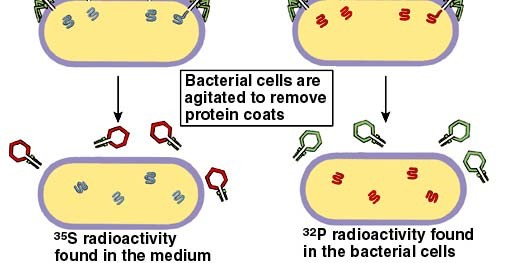 Bacterial cells are
agitated to remove
protein coats
³⁵S radioactivity
found in the medium
³²P radioactivity found
in the bacterial cells